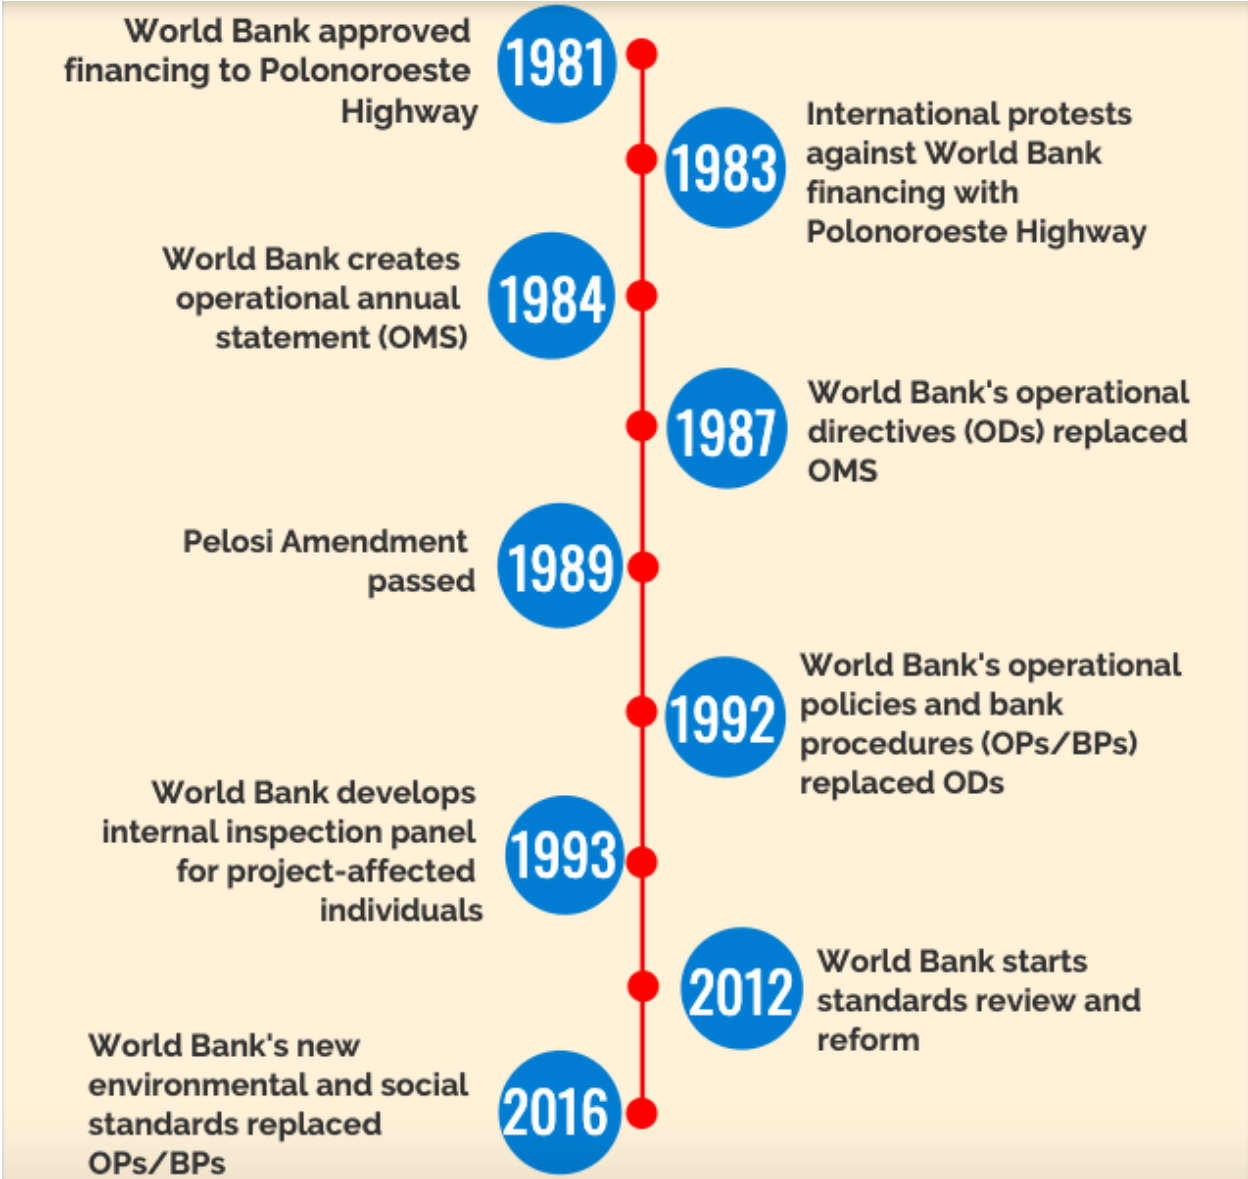 World Bank approved
financing to Polonoroeste
Highway
1981
1983
International protests
against World Bank
financing with
Polonoroeste Highway
World Bank creates
operational annual
statement (OMS)
1984
1987
World Bank's operational
directives (ODs) replaced
OMS
Pelosi Amendment
passed
1989
1992
World Bank's operational
policies and bank
procedures (OPs/BPs)
replaced ODs
World Bank develops
internal inspection panel
for project-affected
individuals
1993
2012
World Bank starts
standards review and
reform
World Bank's new
environmental and social
standards replaced
OPs/BPs
2016